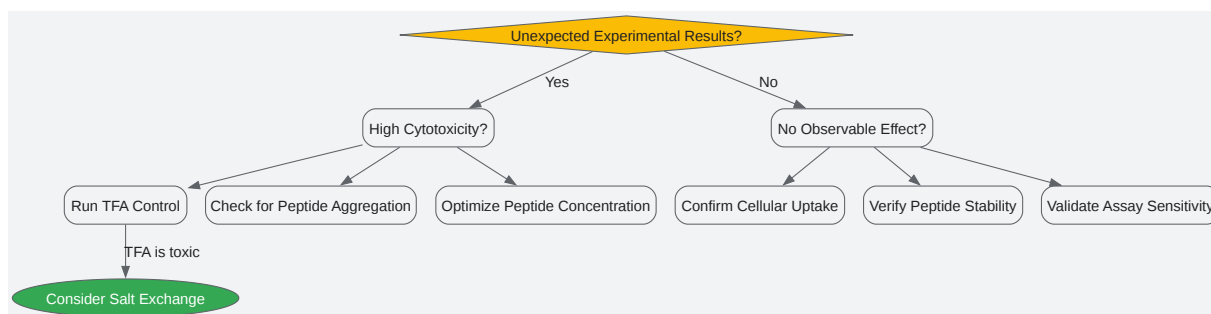 Unexpected Experimental Results?
Yes
No
High Cytotoxicity?
No Observable Effect?
Run TFA Control
Check for Peptide Aggregation
Optimize Peptide Concentration
Confirm Cellular Uptake
Verify Peptide Stability
Validate Assay Sensitivity
TFA is toxic
Consider Salt Exchange